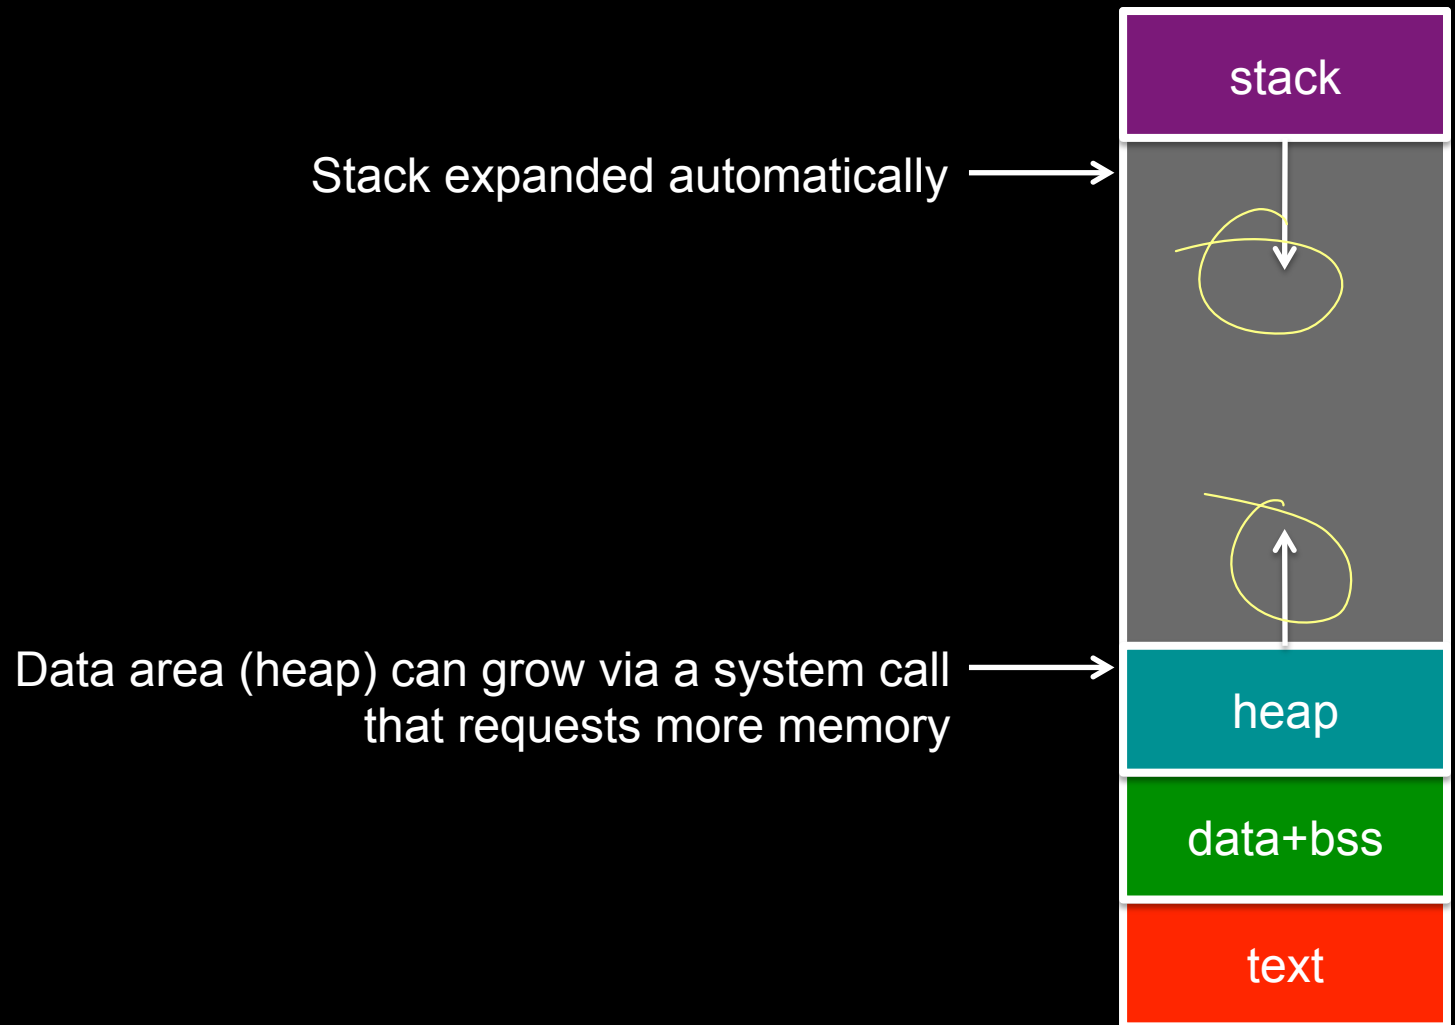 stack
Stack expanded automatically
Data area (heap) can grow via a system call
that requests more memory
heap
data+bss
text